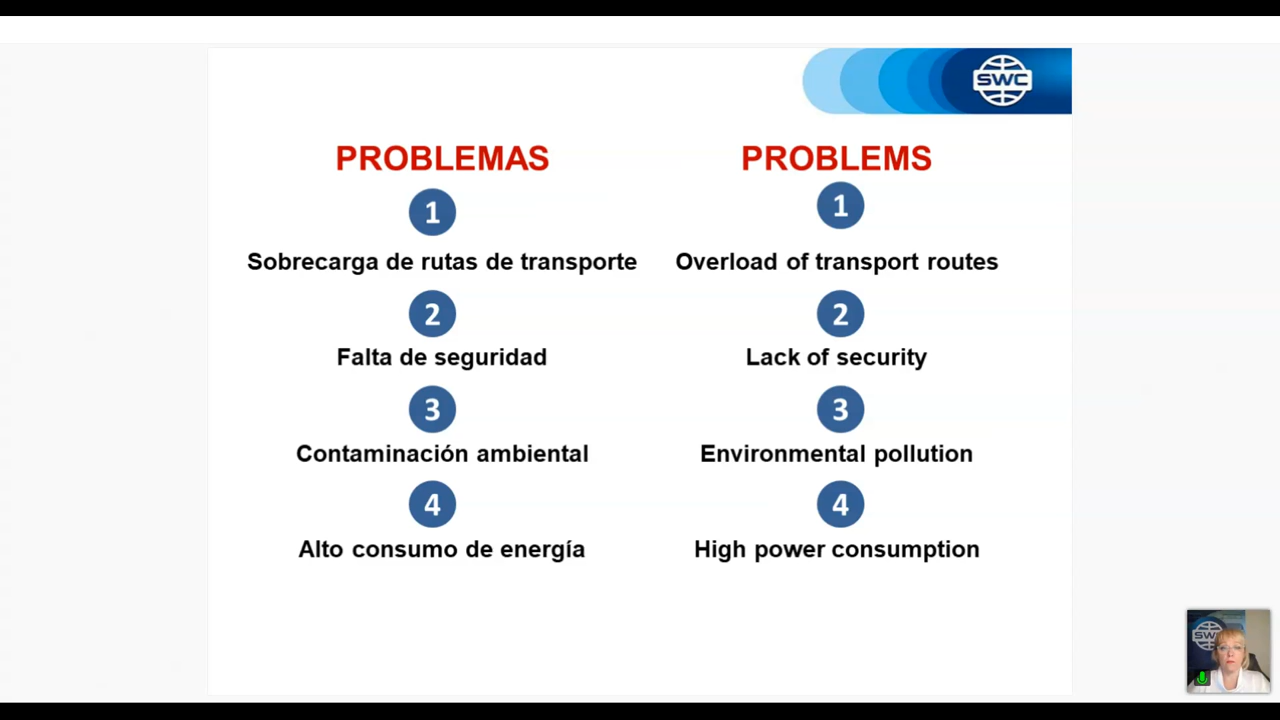 SWC
PROBLEMAS
1
Sobrecarga de rutas de transporte
2
Falta de seguridad
3
Contaminación ambiental
4
Alto consumo de energía
PROBLEMS
1
Overload of transport routes
2
Lack of security
3
Environmental pollution
4
High power consumption
SWC